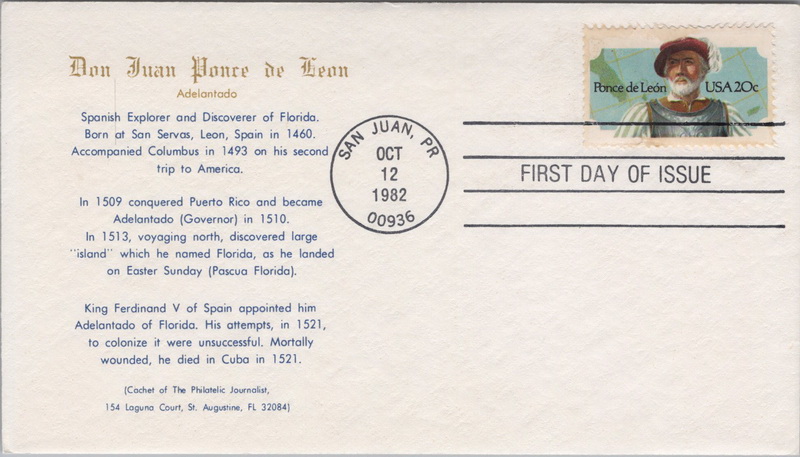 Don Juan Ponce de Leon
Adelantado
Spanish Explorer and Discoverer of Florida.
Born at San Servas, Leon, Spain in 1460.
Accompanied Columbus in 1493 on his second
trip to America.
In 1509 conquered Puerto Rico and became
Adelantado (Governor) in 1510.
In 1513, voyaging north, discovered large
"island" which he named Florida, as he landed
on Easter Sunday (Pascua Florida).
King Ferdinand V of Spain appointed him
Adelantado of Florida. His attempts, in 1521,
to colonize it were unsuccessful. Mortally
wounded, he died in Cuba in 1521.
(Cachet of The Philatelic Journalist,
154 Laguna Court, St. Augustine, FL 32084)
SAN JUAN, PR
OCT
12
1982
00936
Ponce de León USA 20c
FIRST DAY OF ISSUE